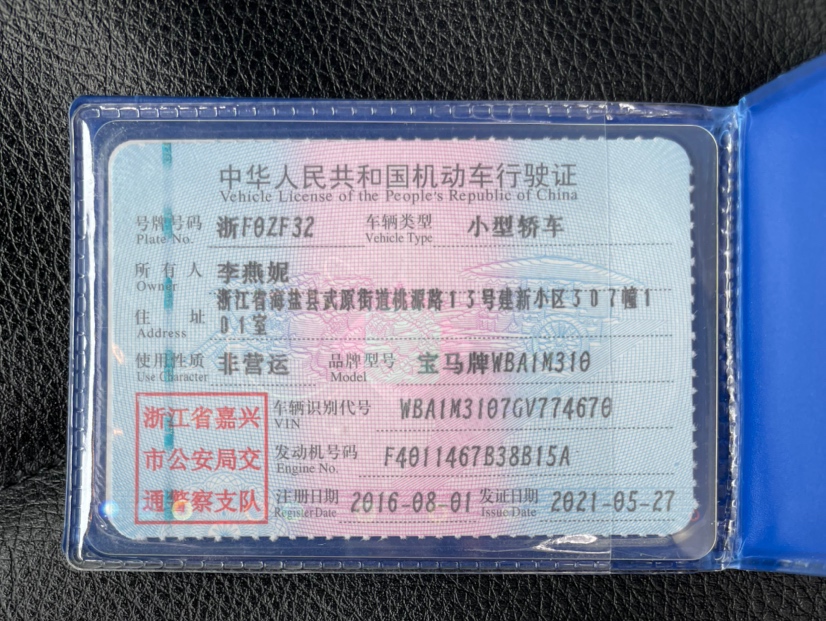 中华人民共和国机动车行驶证
Vehicle License of the People's Republic of China
号牌号码 浙F0ZF32 车辆类型 小型轿车
Plate No. Vehicle Type
所有人 李燕妮
Owner
浙江省海盐县武原街道桃源路13号建新小区307幢1
住址 01室
Address
使用性质 非营运 品牌型号 宝马牌WBA1M310
Use Character Model
浙江省嘉兴 车辆识别代号 WBA1M3107GV774670
VIN
市公安局交 发动机号码 F4011467B38B15A
Engine No.
通警察支队 注册日期 2016-08-01 发证日期 2021-05-27
Register Date Issue Date